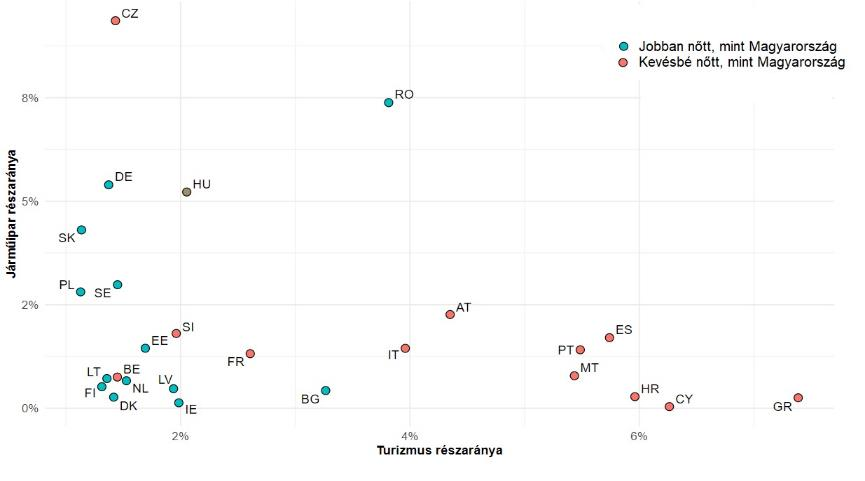 CZ
Jobban nőtt, mint Magyarország
Kevésbé nőtt, mint Magyarország
8%
RO
DE
HU
5%
SK
PL
SE
2%
AT
ES
SI
EE
PT
IT
FR
MT
LT
BE
LV
FI
NL
HR
BG
CY
GR
DK
IE
0%
2%
4%
6%
Járműipar részaránya
Turizmus részaránya